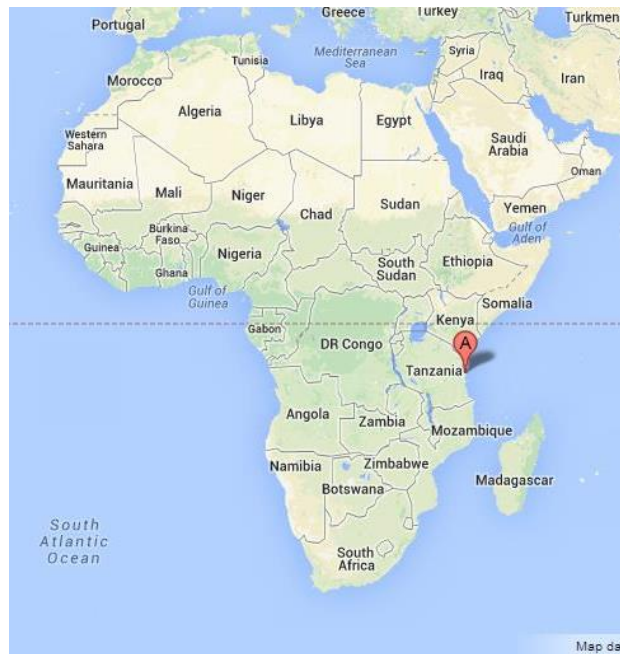 Greece
Turkey
Turkmen
Portugal
Mediterranean
Sea
Syria
Tunisia
Iraq
Iran
Morocco
Algeria
Libya
Egypt
Western
Sahara
Saudi
Arabia
Oman
Mauritania
Mali
Niger
Chad
Sudan
Yemen
Gulf of
Aden
Burkina
Faso
Guinea
Nigeria
Ghana
South
Sudan
Ethiopia
Gulf of
Guinea
Somalia
Kenya
Gabon
DR Congo
A
Tanzania
Angola
Zambia
Mozambique
Namibia
Zimbabwe
Botswana
Madagascar
South
Atlantic
Ocean
South
Africa
Map da